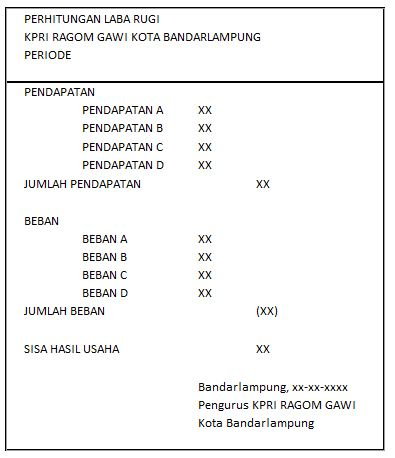 PERHITUNGAN LABA RUGI
KPRI RAGOM GAWI KOTA BANDARLAMPUNG
PERIODE
PENDAPATAN
PENDAPATAN A XX
PENDAPATAN B XX
PENDAPATAN C XX
PENDAPATAN D XX
JUMLAH PENDAPATAN XX
BEBAN
BEBAN A XX
BEBAN B XX
BEBAN C XX
BEBAN D XX
JUMLAH BEBAN (XX)
SISA HASIL USAHA XX
Bandarlampung, xx-xx-xxxx
Pengurus KPRI RAGOM GAWI
Kota Bandarlampung